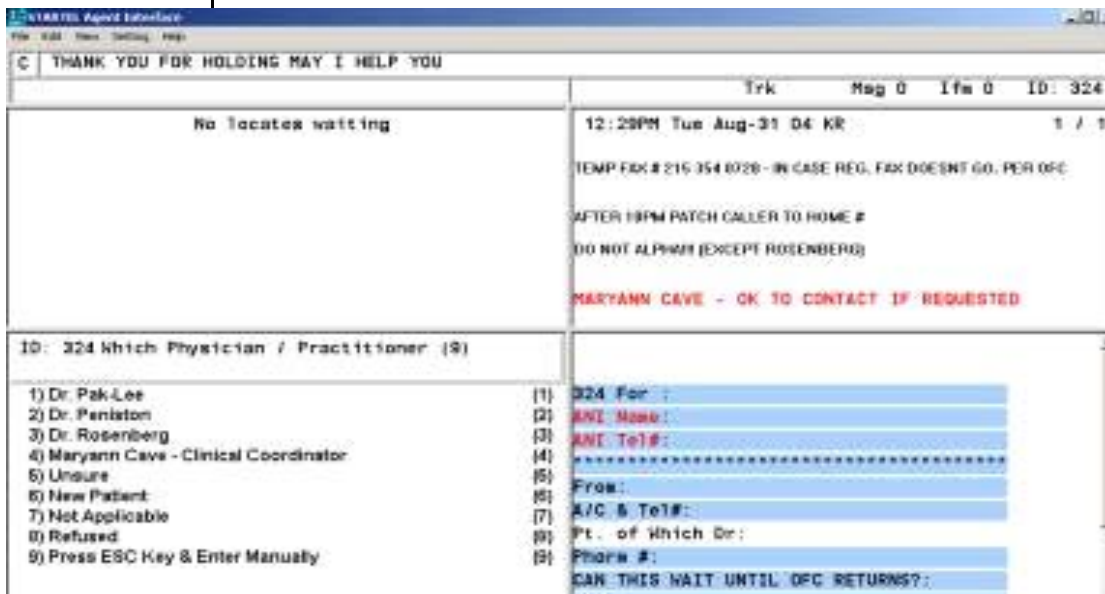 STARTEL Agent Interface
File Edit View Setting Help
C THANK YOU FOR HOLDING MAY I HELP YOU
Trk Msg 0 Ifm 0 ID: 324
No locates waiting
12:29PM Tue Aug-31 04 KR 1 / 1
TEMP FAX # 215 354 0728 - IN CASE REG. FAX DOESNT GO. PER OFC
AFTER 10PM PATCH CALLER TO HOME #
DO NOT ALPHA!!! (EXCEPT ROSENBERG)
MARYANN CAVE - OK TO CONTACT IF REQUESTED
ID: 324 Which Physician / Practitioner (9)
1) Dr. Pak-Lee (1)
2) Dr. Peniston (2)
3) Dr. Rosenberg (3)
4) Maryann Cave - Clinical Coordinator (4)
5) Unsure (5)
6) New Patient (6)
7) Not Applicable (7)
8) Refused (8)
9) Press ESC Key & Enter Manually (9)
324 For :
ANI Name:
ANI Tel#:
******************************************
From:
A/C & Tel#:
Pt. of Which Dr:
Pharm #:
CAN THIS WAIT UNTIL OFC RETURNS?: